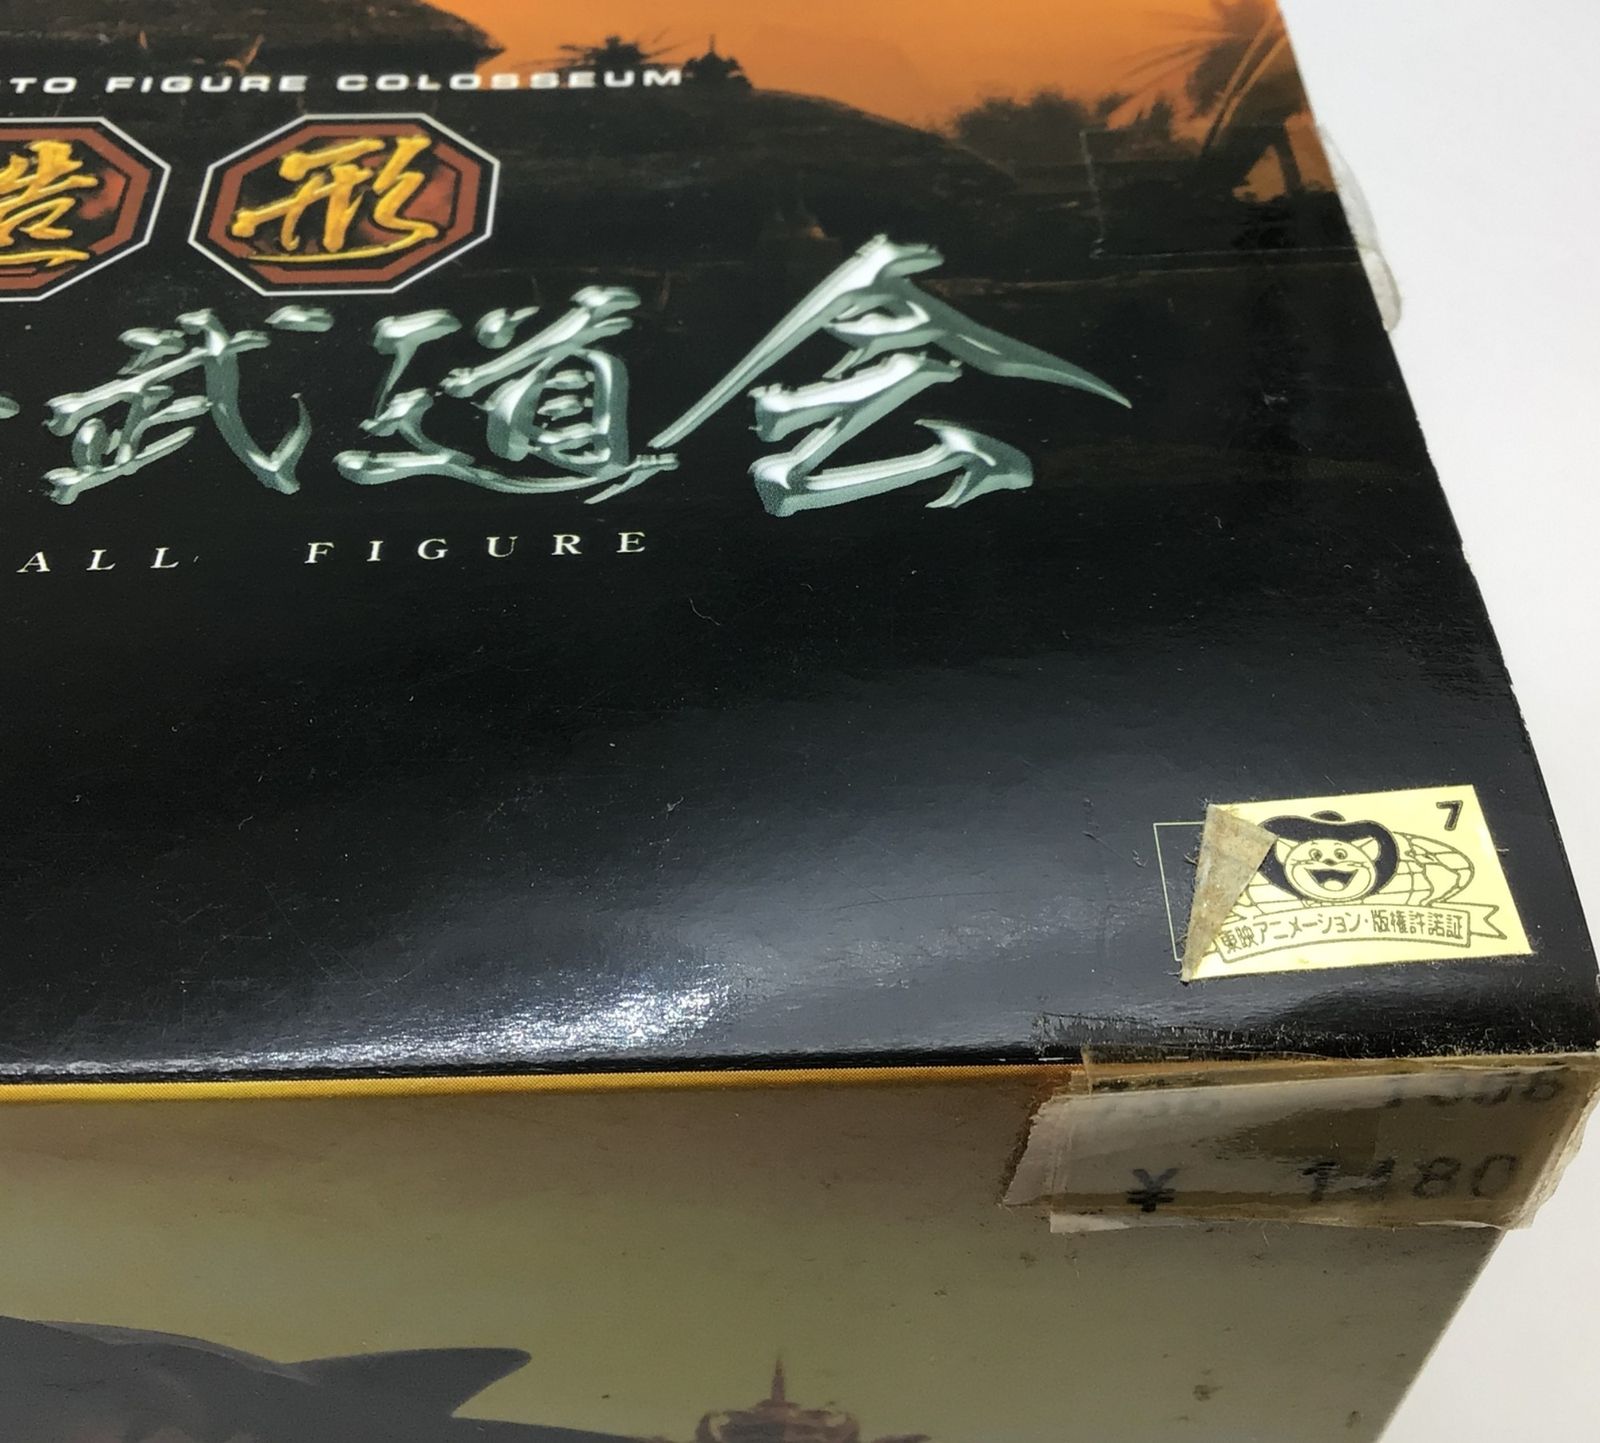 TO FIGURE COLOSSEUM
造形
武道会
ALL FIGURE
7
東映アニメーション・版権許諾証
¥ 1480